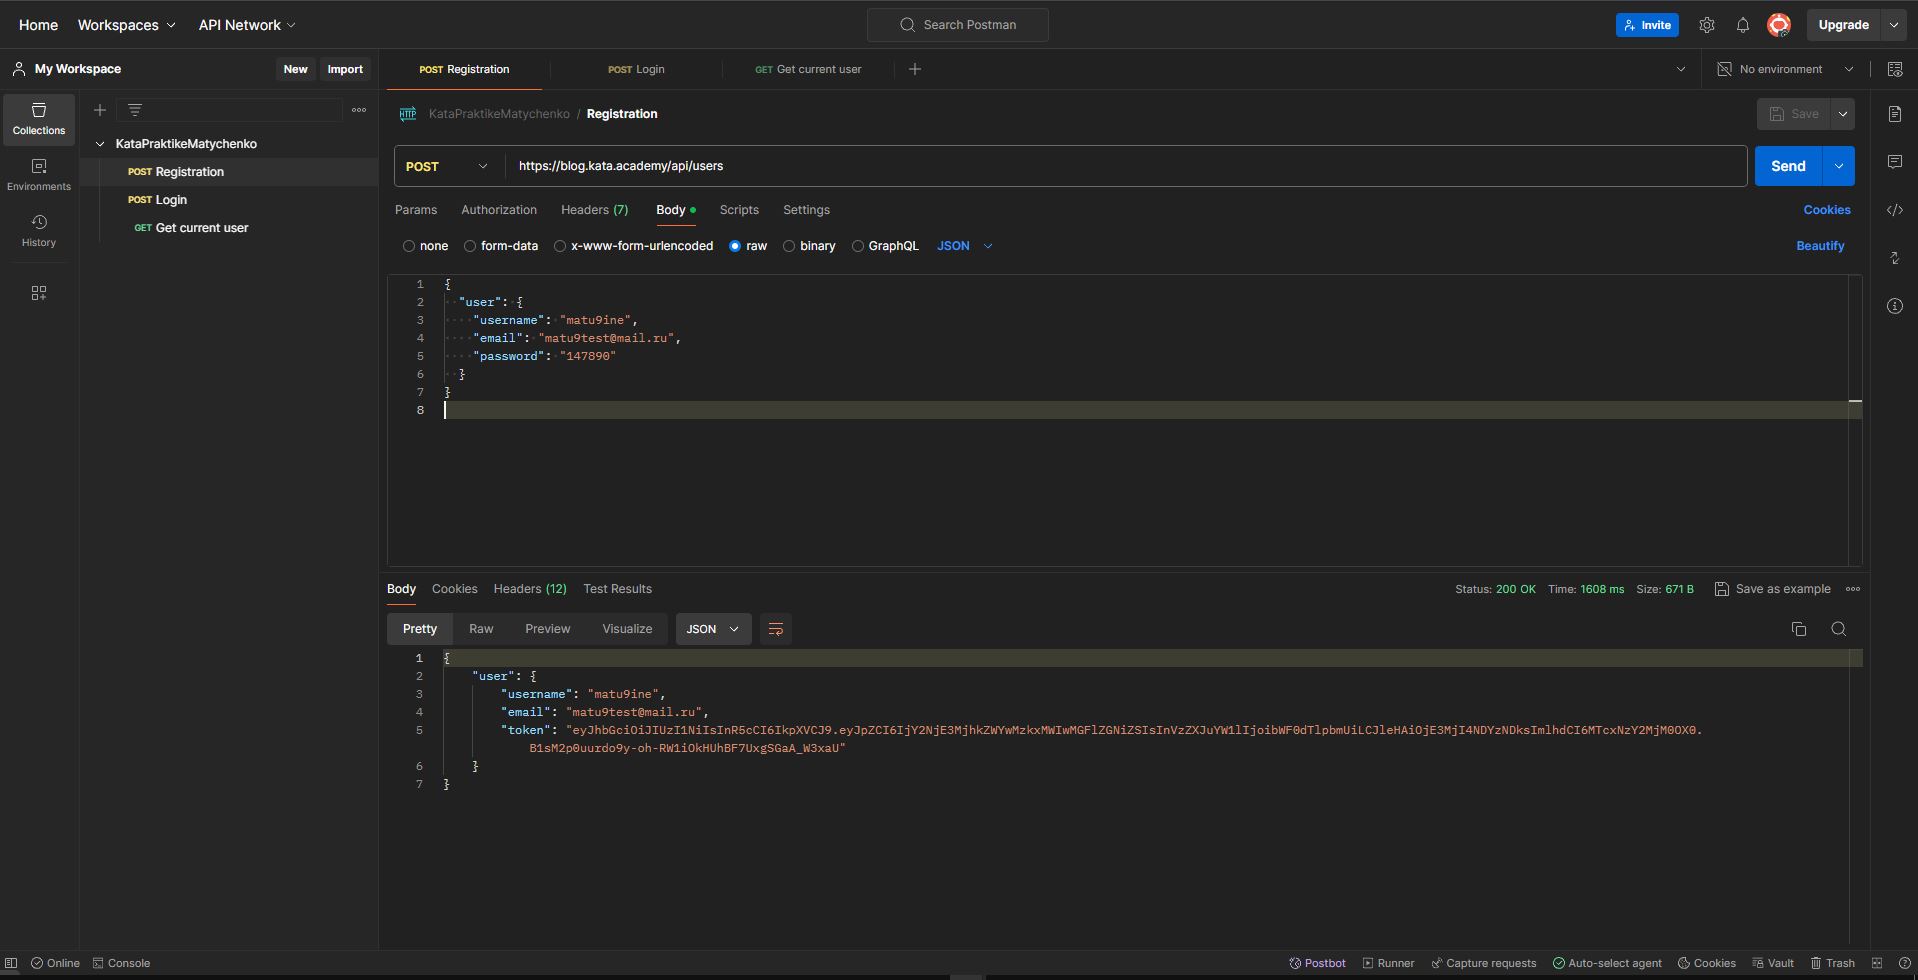 Home Workspaces API Network Search Postman Invite Upgrade
My Workspace New Import POST Registration POST Login GET Get current user No environment
Collections
Environments
History
KataPraktikeMatychenko
POST Registration
POST Login
GET Get current user
HTTP KataPraktikeMatychenko / Registration Save
POST https://blog.kata.academy/api/users Send
Params Authorization Headers (7) Body Scripts Settings Cookies
none form-data x-www-form-urlencoded raw binary GraphQL JSON Beautify
1 {
2 "user": {
3 "username": "matu9ine",
4 "email": "matu9test@mail.ru",
5 "password": "147890"
6 }
7 }
8
Body Cookies Headers (12) Test Results Status: 200 OK Time: 1608 ms Size: 671 B Save as example
Pretty Raw Preview Visualize JSON
1 {
2 "user": {
3 "username": "matu9ine",
4 "email": "matu9test@mail.ru",
5 "token": "eyJhbGciOiJIUzI1NiIsInR5cCI6IkpXVCJ9.eyJpZCI6IjY2NjE3MjhkZWYwMzkxMWIwMGFlZGNiZSIsInVzZXJuYW1lIjoibWF0dTlpbmUiLCJleHAiOjE3MjI4NDYzNDksImlhdCI6MTcxNzY2MjM0OX0.
B1sM2p0uurdo9y-oh-RW1iOkHUhBF7UxgSGaA_W3xaU"
6 }
7 }
Online Console Postbot Runner Capture requests Auto-select agent Cookies Vault Trash